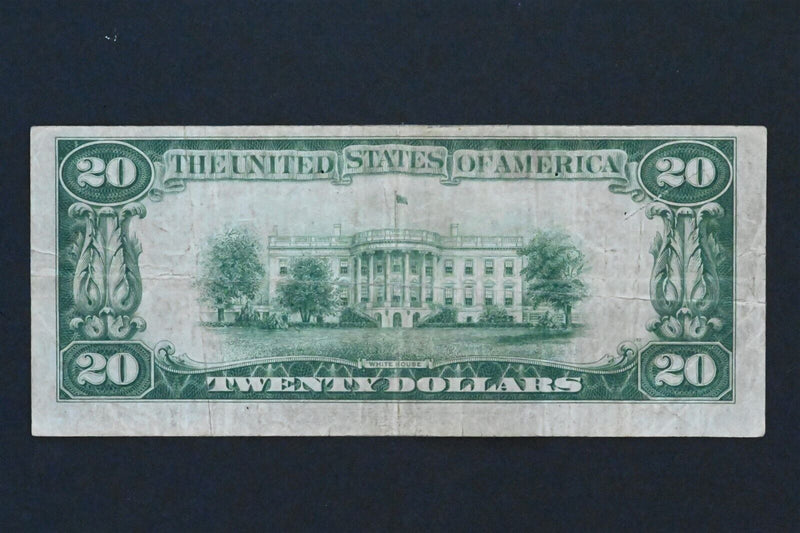 20 THE UNITED STATES OF AMERICA 20
WHITE HOUSE
20 TWENTY DOLLARS 20